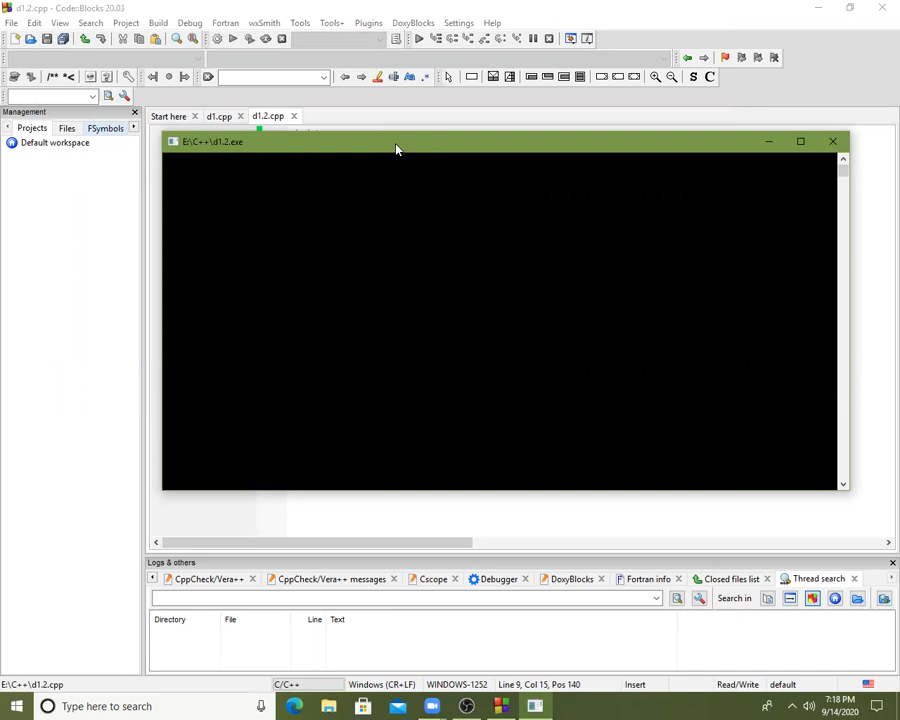 d1.2.cpp - Code::Blocks 20.03
File Edit View Search Project Build Debug Fortran wxSmith Tools Tools+ Plugins DoxyBlocks Settings Help
/** *<
S C
Management
Start here d1.cpp d1.2.cpp
Projects Files FSymbols
Default workspace
E:\C++\d1.2.exe
Logs & others
CppCheck/Vera++ CppCheck/Vera++ messages Cscope Debugger DoxyBlocks Fortran info Closed files list Thread search
Search in
Directory File Line Text
E:\C++\d1.2.cpp C/C++ Windows (CR+LF) WINDOWS-1252 Line 9, Col 15, Pos 140 Insert Read/Write default
Type here to search
7:18 PM
9/14/2020